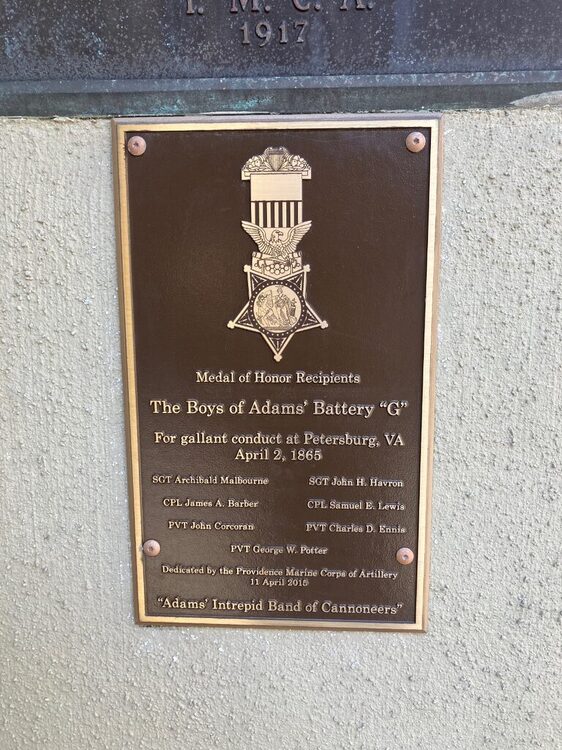 Y. M. C. A.
1917
Medal of Honor Recipients
The Boys of Adams' Battery "G"
For gallant conduct at Petersburg, VA
April 2, 1865
SGT Archibald Malbourne SGT John H. Havron
CPL James A. Barber CPL Samuel E. Lewis
PVT John Corcoran PVT Charles D. Ennis
PVT George W. Potter
Dedicated by the Providence Marine Corps of Artillery
11 April 2015
"Adams' Intrepid Band of Cannoneers"